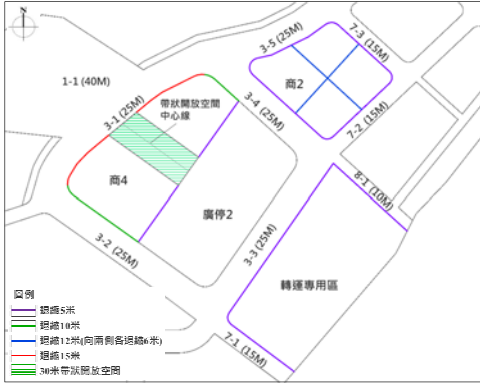 N
3-5 (25M)
7-3 (15M)
1-1 (40M)
商2
3-1 (25M)
帶狀開放空間
中心線
3-4 (25M)
7-2 (15M)
商4
8-1 (10M)
廣停2
3-2 (25M)
3-3 (25M)
轉運專用區
7-1 (15M)
圖例
退縮5米
退縮10米
退縮12米(向兩側各退縮6米)
退縮15米
30米帶狀開放空間